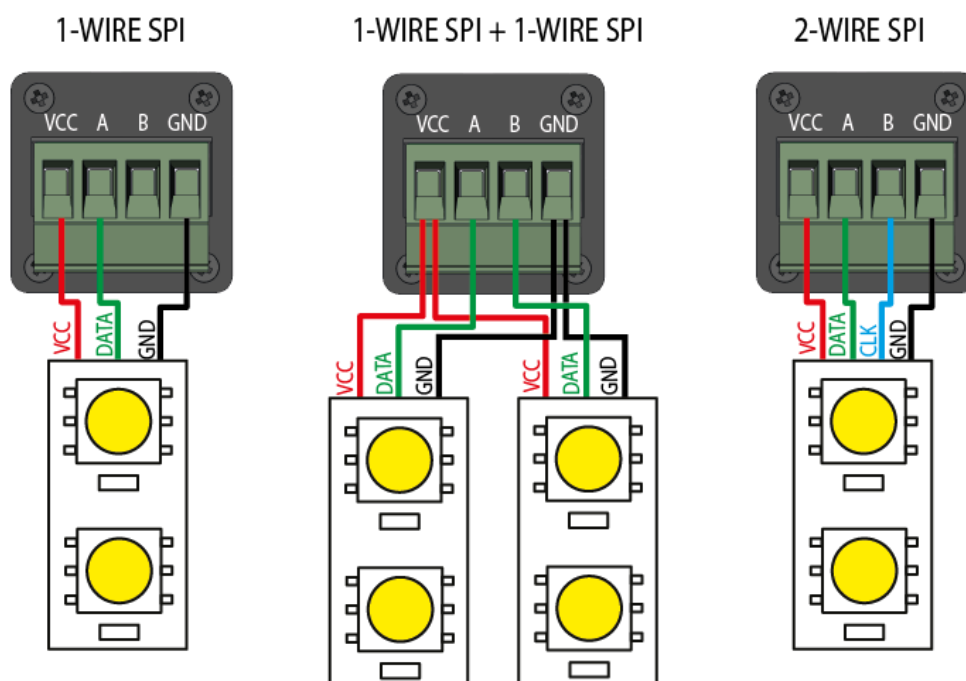 1-WIRE SPI
VCC A B GND
VCC
DATA
GND
1-WIRE SPI + 1-WIRE SPI
VCC A B GND
VCC
DATA
GND
VCC
DATA
GND
2-WIRE SPI
VCC A B GND
VCC
DATA
CLK
GND